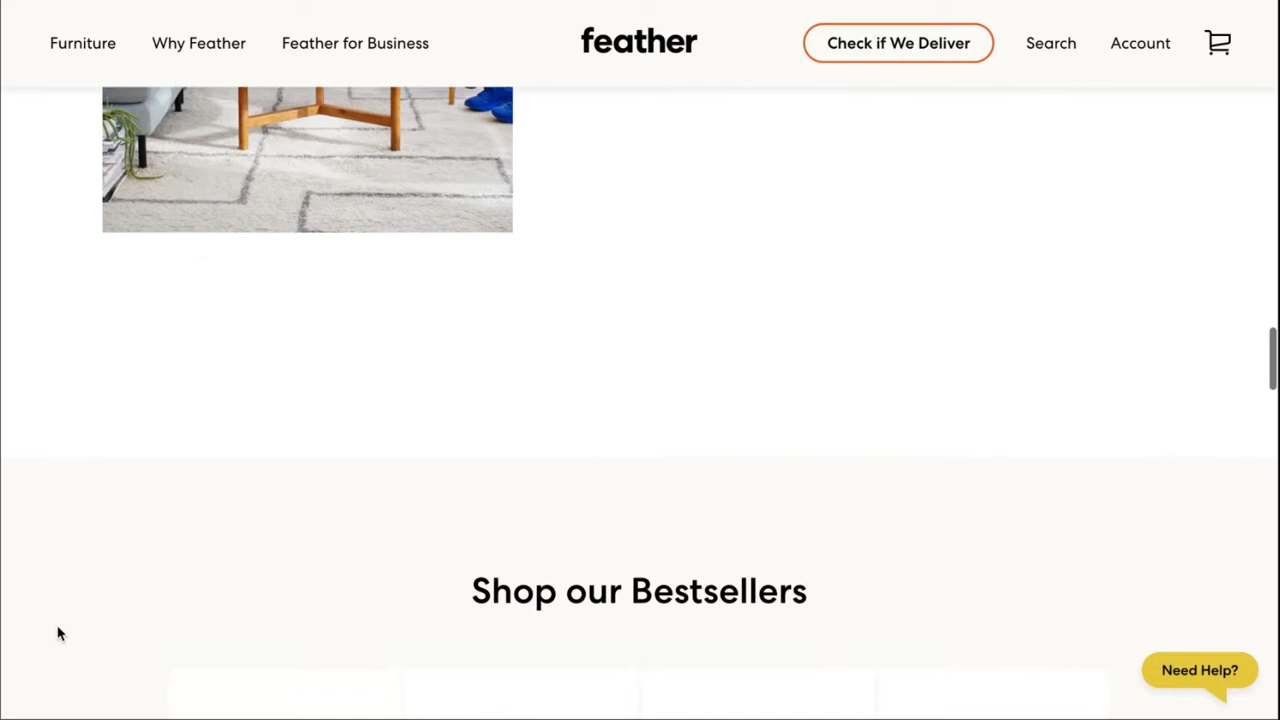 Furniture
Why Feather
Feather for Business
feather
Check if We Deliver
Search
Account
Shop our Bestsellers
Need Help?